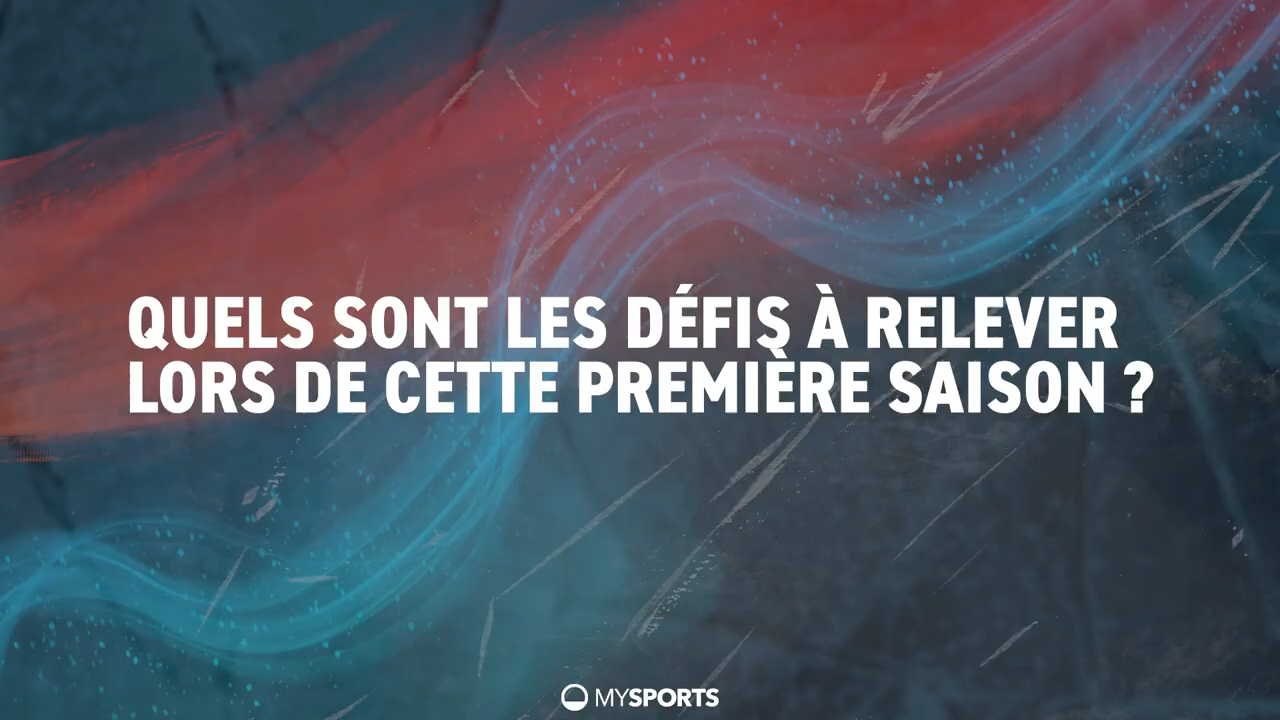 QUELS SONT LES DÉFIS À RELEVER
LORS DE CETTE PREMIÈRE SAISON ?
MYSPORTS